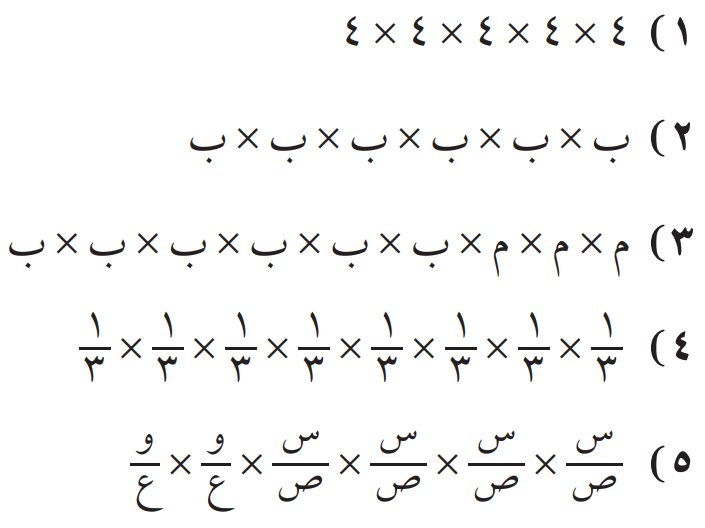 ١) ٤ × ٤ × ٤ × ٤ × ٤
٢) ب × ب × ب × ب × ب × ب
٣) م × م × م × ب × ب × ب × ب × ب × ب
٤) ١/٣ × ١/٣ × ١/٣ × ١/٣ × ١/٣ × ١/٣ × ١/٣ × ١/٣
٥) س/ص × س/ص × س/ص × س/ص × و/ع × و/ع